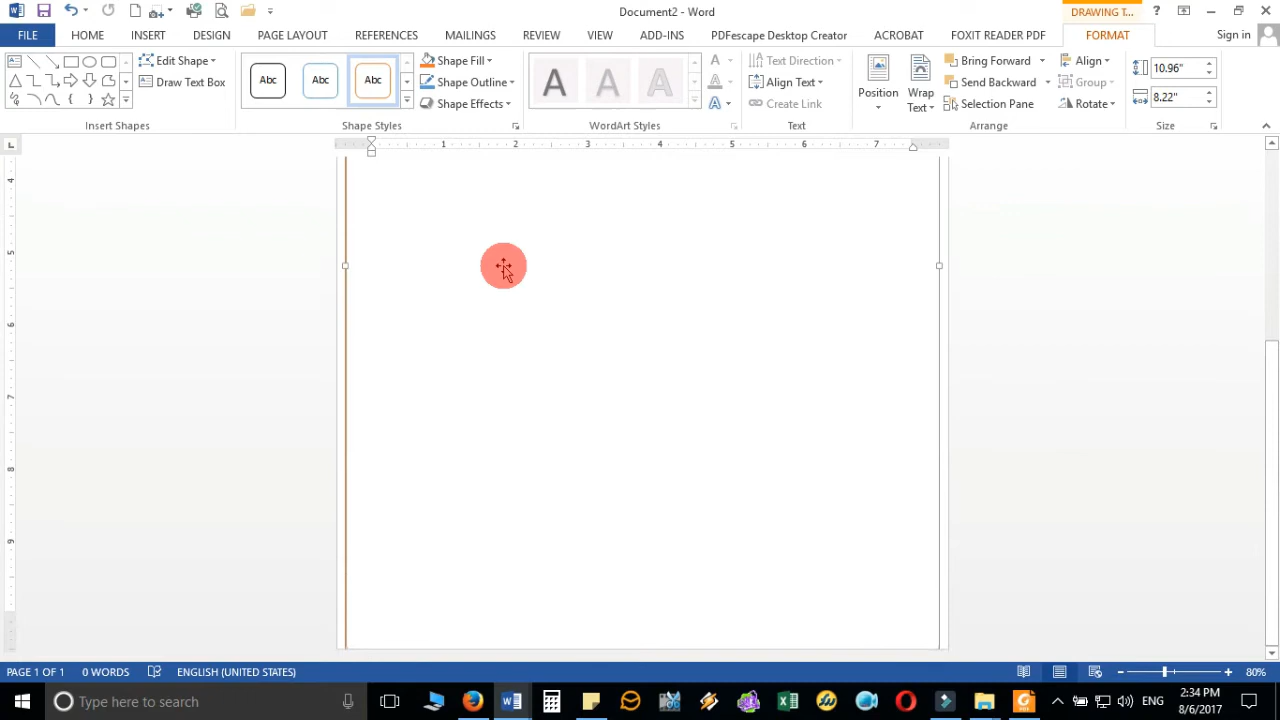 Document2 - Word
DRAWING T...
?
FILE
HOME
INSERT
DESIGN
PAGE LAYOUT
REFERENCES
MAILINGS
REVIEW
VIEW
ADD-INS
PDFescape Desktop Creator
ACROBAT
FOXIT READER PDF
FORMAT
Sign in
Edit Shape
Draw Text Box
Insert Shapes
Abc
Abc
Abc
Shape Fill
Shape Outline
Shape Effects
Shape Styles
A
A
A
WordArt Styles
Text Direction
Align Text
Create Link
Text
Position
Wrap
Text
Bring Forward
Send Backward
Selection Pane
Align
Group
Rotate
Arrange
10.96"
8.22"
Size
1 2 3 4 5 6 7
4
5
6
7
8
9
PAGE 1 OF 1
0 WORDS
ENGLISH (UNITED STATES)
80%
Type here to search
ENG
2:34 PM
8/6/2017